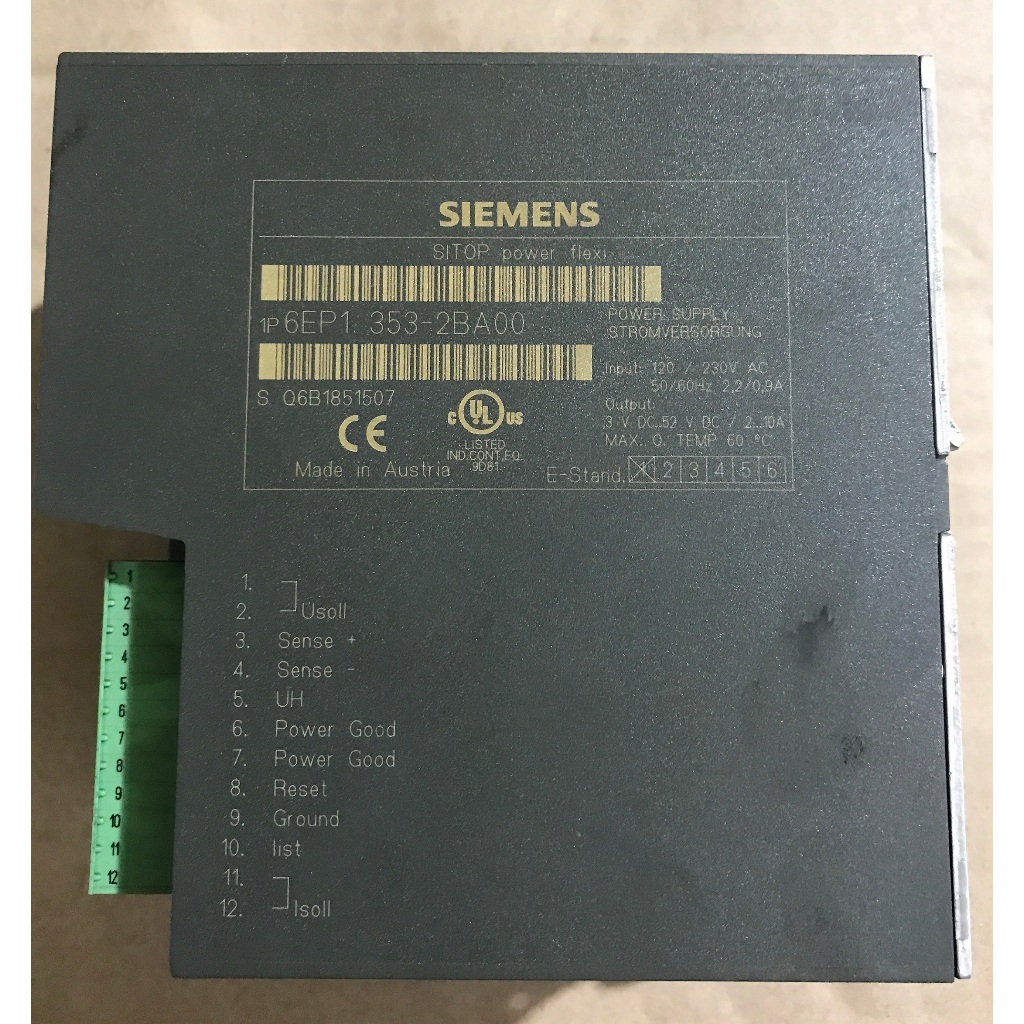 SIEMENS
SITOP power flexi
1P 6EP1 353-2BA00
POWER SUPPLY
STROMVERSORGUNG
S Q6B1851507
Input: 120 / 230V AC
50/60Hz 2,2/0,9A
Output:
3 V DC..52 V DC / 2...10A
MAX. Q. TEMP 60 °C
CE
C UL US
LISTED
IND.CONT.EQ.
9D81
Made in Austria
E-Stand. 1 2 3 4 5 6
1.
2. Usoll
3. Sense +
4. Sense -
5. UH
6. Power Good
7. Power Good
8. Reset
9. Ground
10. Iist
11.
12. Isoll
1
2
3
4
5
6
7
8
9
10
11
12